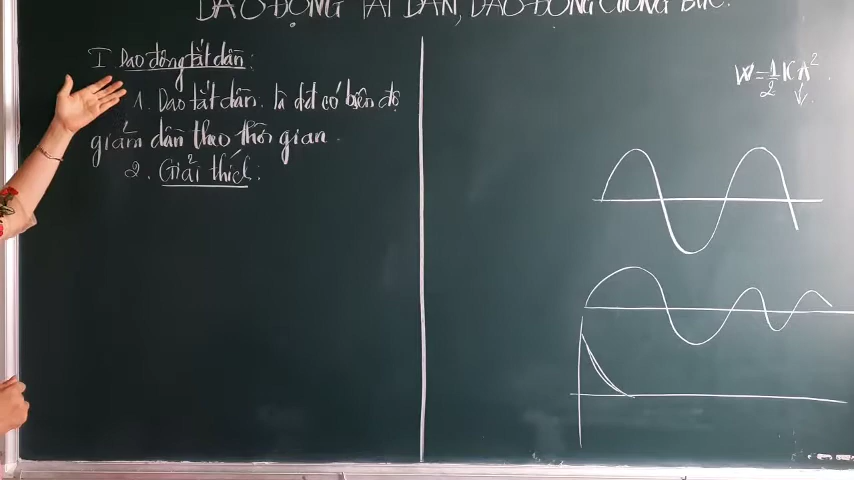 DAO ĐỘNG TẮT DẦN, DAO ĐỘNG CƯỠNG BỨC.
I. Dao động tắt dần:
1. Dao tắt dần. là dđ có biên độ
giảm dần theo thời gian.
2. Giải thích:
W=1/2 KA²